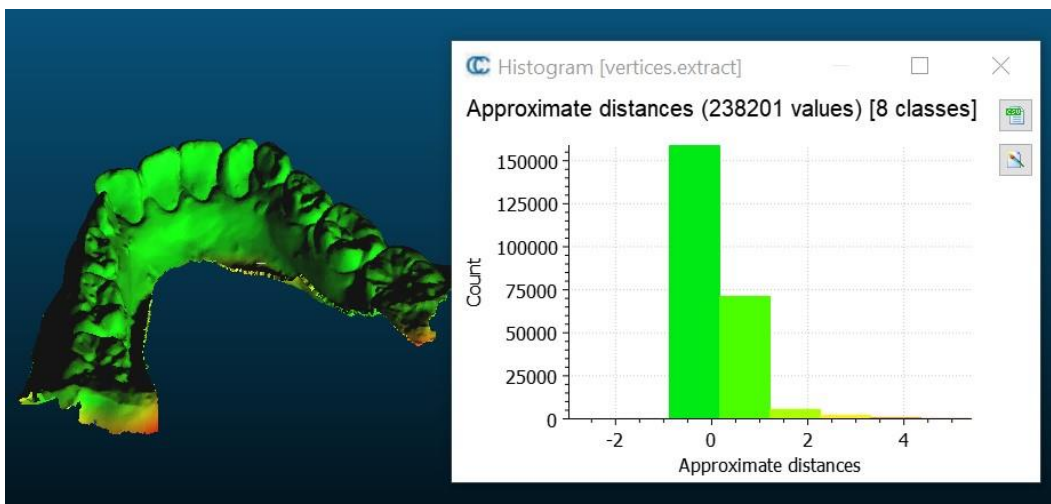 Histogram [vertices.extract]
Approximate distances (238201 values) [8 classes]
150000
125000
100000
75000
50000
25000
0
Count
-2 0 2 4
Approximate distances